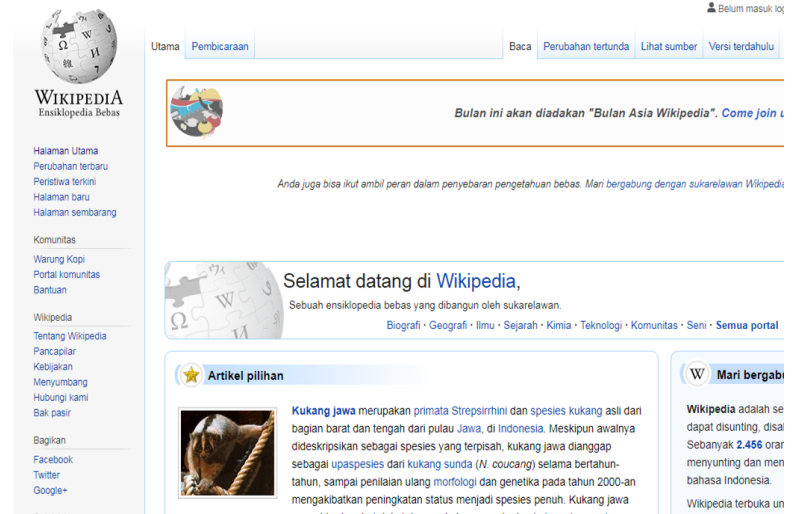 Belum masuk log
WIKIPEDIA
Ensiklopedia Bebas
Utama Pembicaraan
Baca Perubahan tertunda Lihat sumber Versi terdahulu
Halaman Utama
Perubahan terbaru
Peristiwa terkini
Halaman baru
Halaman sembarang
Komunitas
Warung Kopi
Portal komunitas
Bantuan
Wikipedia
Tentang Wikipedia
Pancapilar
Kebijakan
Menyumbang
Hubungi kami
Bak pasir
Bagikan
Facebook
Twitter
Google+
Bulan ini akan diadakan "Bulan Asia Wikipedia". Come join
Anda juga bisa ikut ambil peran dalam penyebaran pengetahuan bebas. Mari bergabung dengan sukarelawan Wikipedia
Selamat datang di Wikipedia,
Sebuah ensiklopedia bebas yang dibangun oleh sukarelawan.
Biografi · Geografi · Ilmu · Sejarah · Kimia · Teknologi · Komunitas · Seni · Semua portal
Artikel pilihan
Kukang jawa merupakan primata Strepsirrhini dan spesies kukang asli dari
bagian barat dan tengah dari pulau Jawa, di Indonesia. Meskipun awalnya
dideskripsikan sebagai spesies yang terpisah, kukang jawa dianggap
sebagai upaspesies dari kukang sunda (N. coucang) selama bertahun-
tahun, sampai penilaian ulang morfologi dan genetika pada tahun 2000-an
mengakibatkan peningkatan status menjadi spesies penuh. Kukang jawa
Mari bergabu
Wikipedia adalah se
dapat disunting, disa
Sebanyak 2.456 oran
menyunting dan men
bahasa Indonesia.
Wikipedia terbuka un